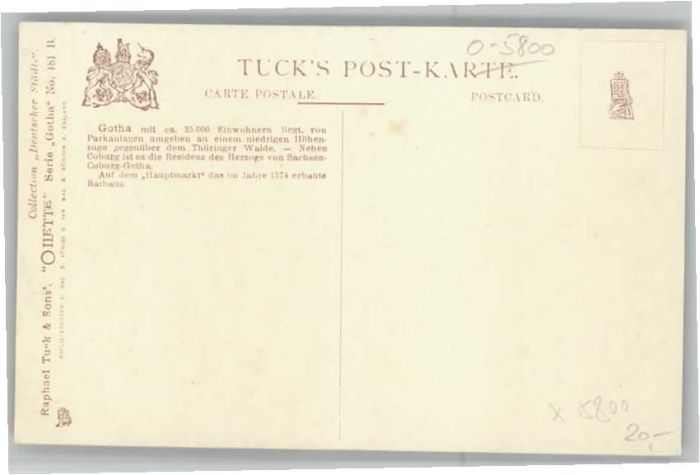 O-5800
TUCK'S POST-KARTE.
CARTE POSTALE.
POSTCARD.
Gotha mit ca. 35000 Einwohnern liegt, von
Parkanlagen umgeben an einem niedrigen Höhen-
zuge gegenüber dem Thüringer Walde. — Neben
Coburg ist es die Residenz des Herzogs von Sachsen-
Coburg-Gotha.
Auf dem „Hauptmarkt" das im Jahre 1574 erbaute
Rathaus.
Collection „Deutscher Städte".
Raphael Tuck & Sons': "OILETTE" Serie „Gotha" No. 181 B.
x 5800
20,-